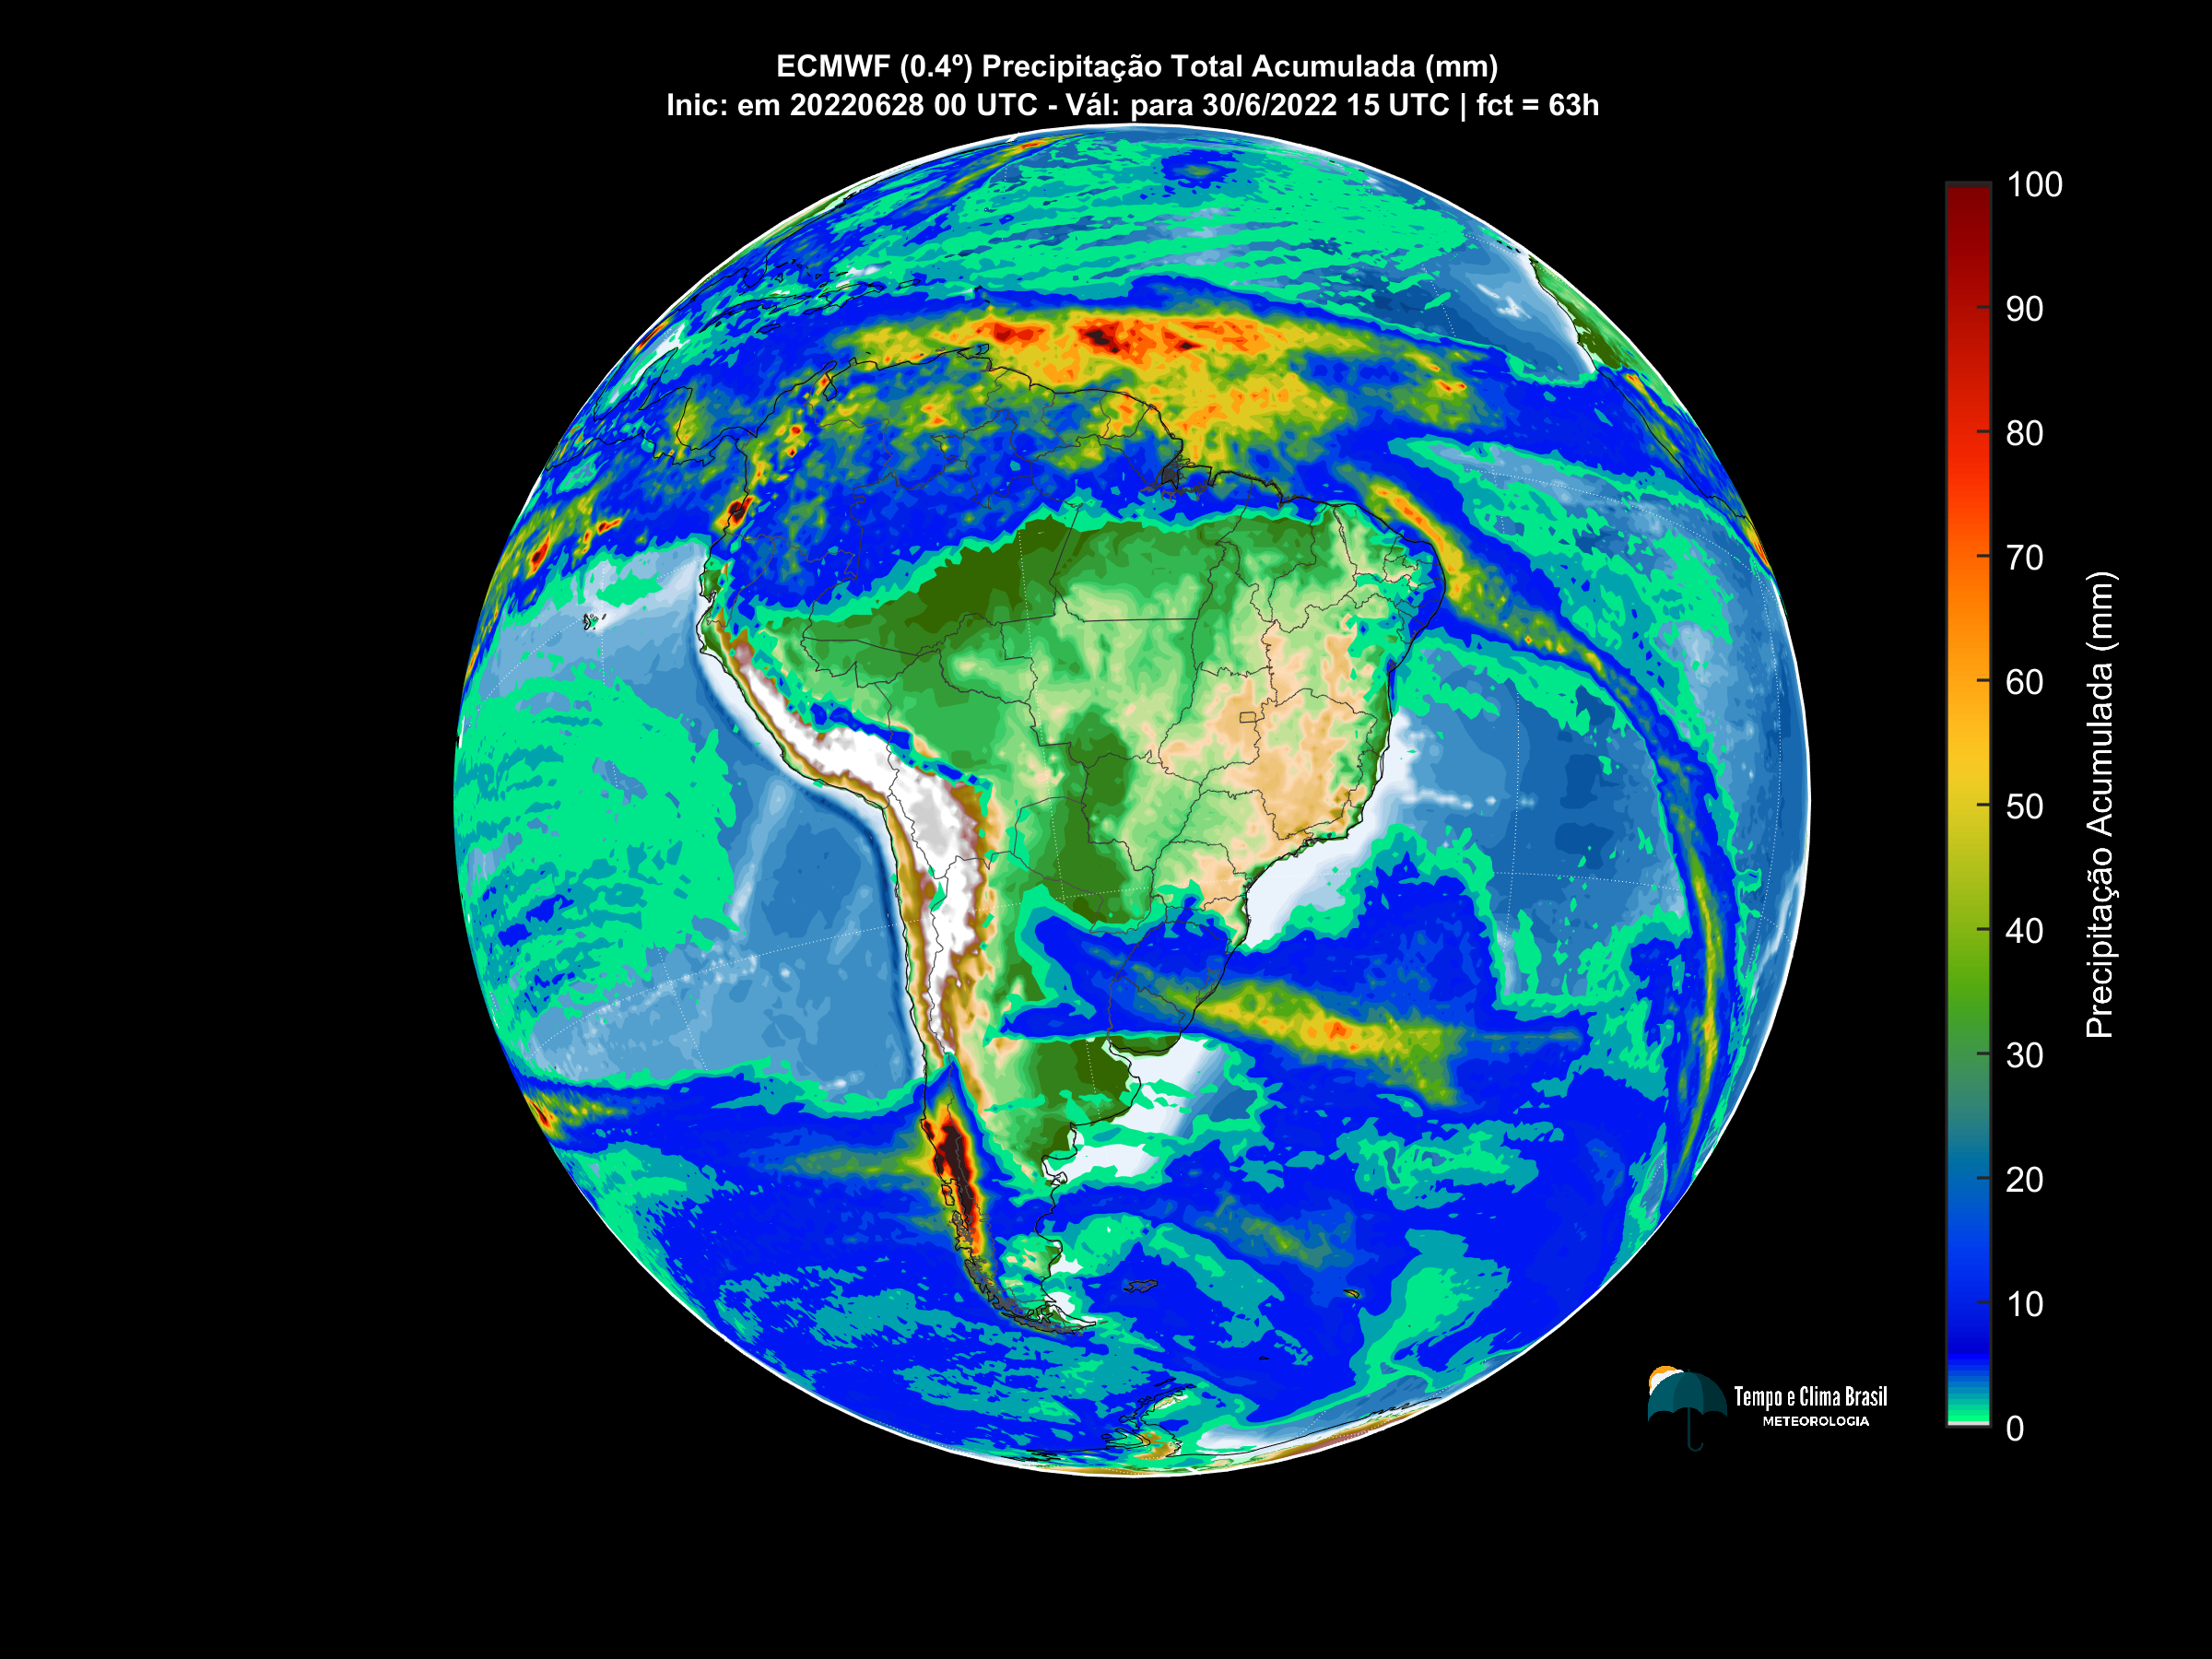 ECMWF (0.4º) Precipitação Total Acumulada (mm)
Inic: em 20220628 00 UTC - Vál: para 30/6/2022 15 UTC | fct = 63h
100
90
80
70
60
50
40
30
20
10
0
Precipitação Acumulada (mm)
Tempo e Clima Brasil
METEOROLOGIA